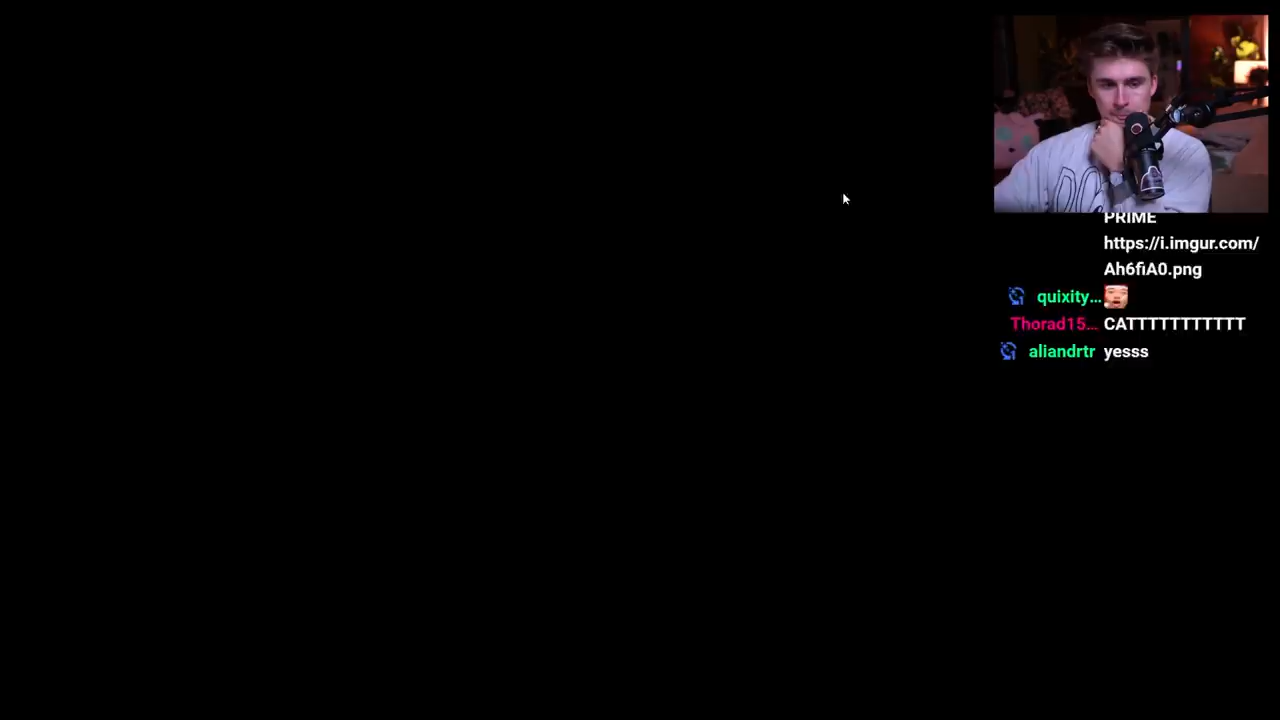 PRIME
https://i.imgur.com/
Ah6fiA0.png
quixity...
Thorad15... CATTTTTTTTTTT
aliandrtr yesss